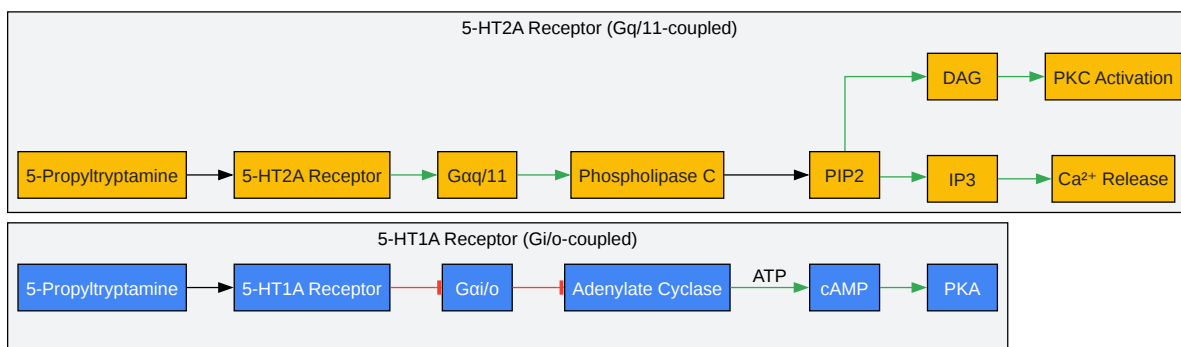 5-HT2A Receptor (Gq/11-coupled)
DAG
PKC Activation
5-Propyltryptamine
5-HT2A Receptor
Gαq/11
Phospholipase C
PIP2
IP3
Ca²⁺ Release
5-HT1A Receptor (Gi/o-coupled)
5-Propyltryptamine
5-HT1A Receptor
Gαi/o
Adenylate Cyclase
ATP
cAMP
PKA